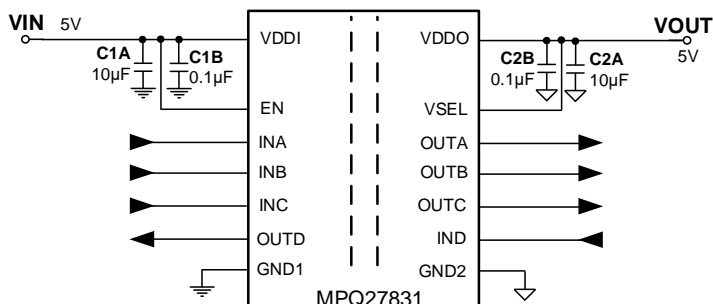 VIN 5V
C1A
10µF
C1B
0.1µF
VDDI
EN
INA
INB
INC
OUTD
GND1
VDDO
VSEL
OUTA
OUTB
OUTC
IND
GND2
C2B
0.1µF
C2A
10µF
VOUT
5V
MPQ27831